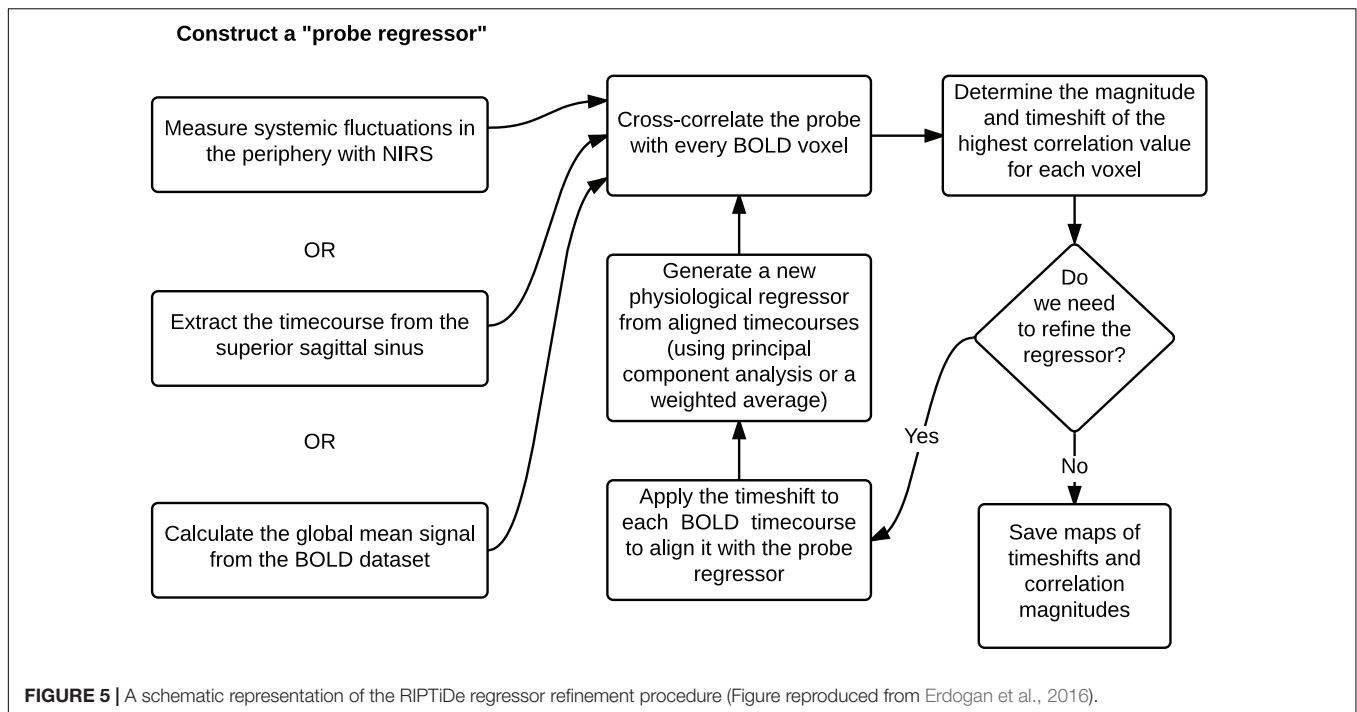 Construct a "probe regressor"
Measure systemic fluctuations in
the periphery with NIRS
OR
Extract the timecourse from the
superior sagittal sinus
OR
Calculate the global mean signal
from the BOLD dataset
Cross-correlate the probe
with every BOLD voxel
Determine the magnitude
and timeshift of the
highest correlation value
for each voxel
Do
we need
to refine the
regressor?
Yes
No
Apply the timeshift to
each BOLD timecourse
to align it with the probe
regressor
Generate a new
physiological regressor
from aligned timecourses
(using principal
component analysis or a
weighted average)
Save maps of
timeshifts and
correlation
magnitudes
FIGURE 5 | A schematic representation of the RIPTiDe regressor refinement procedure (Figure reproduced from Erdogan et al., 2016).